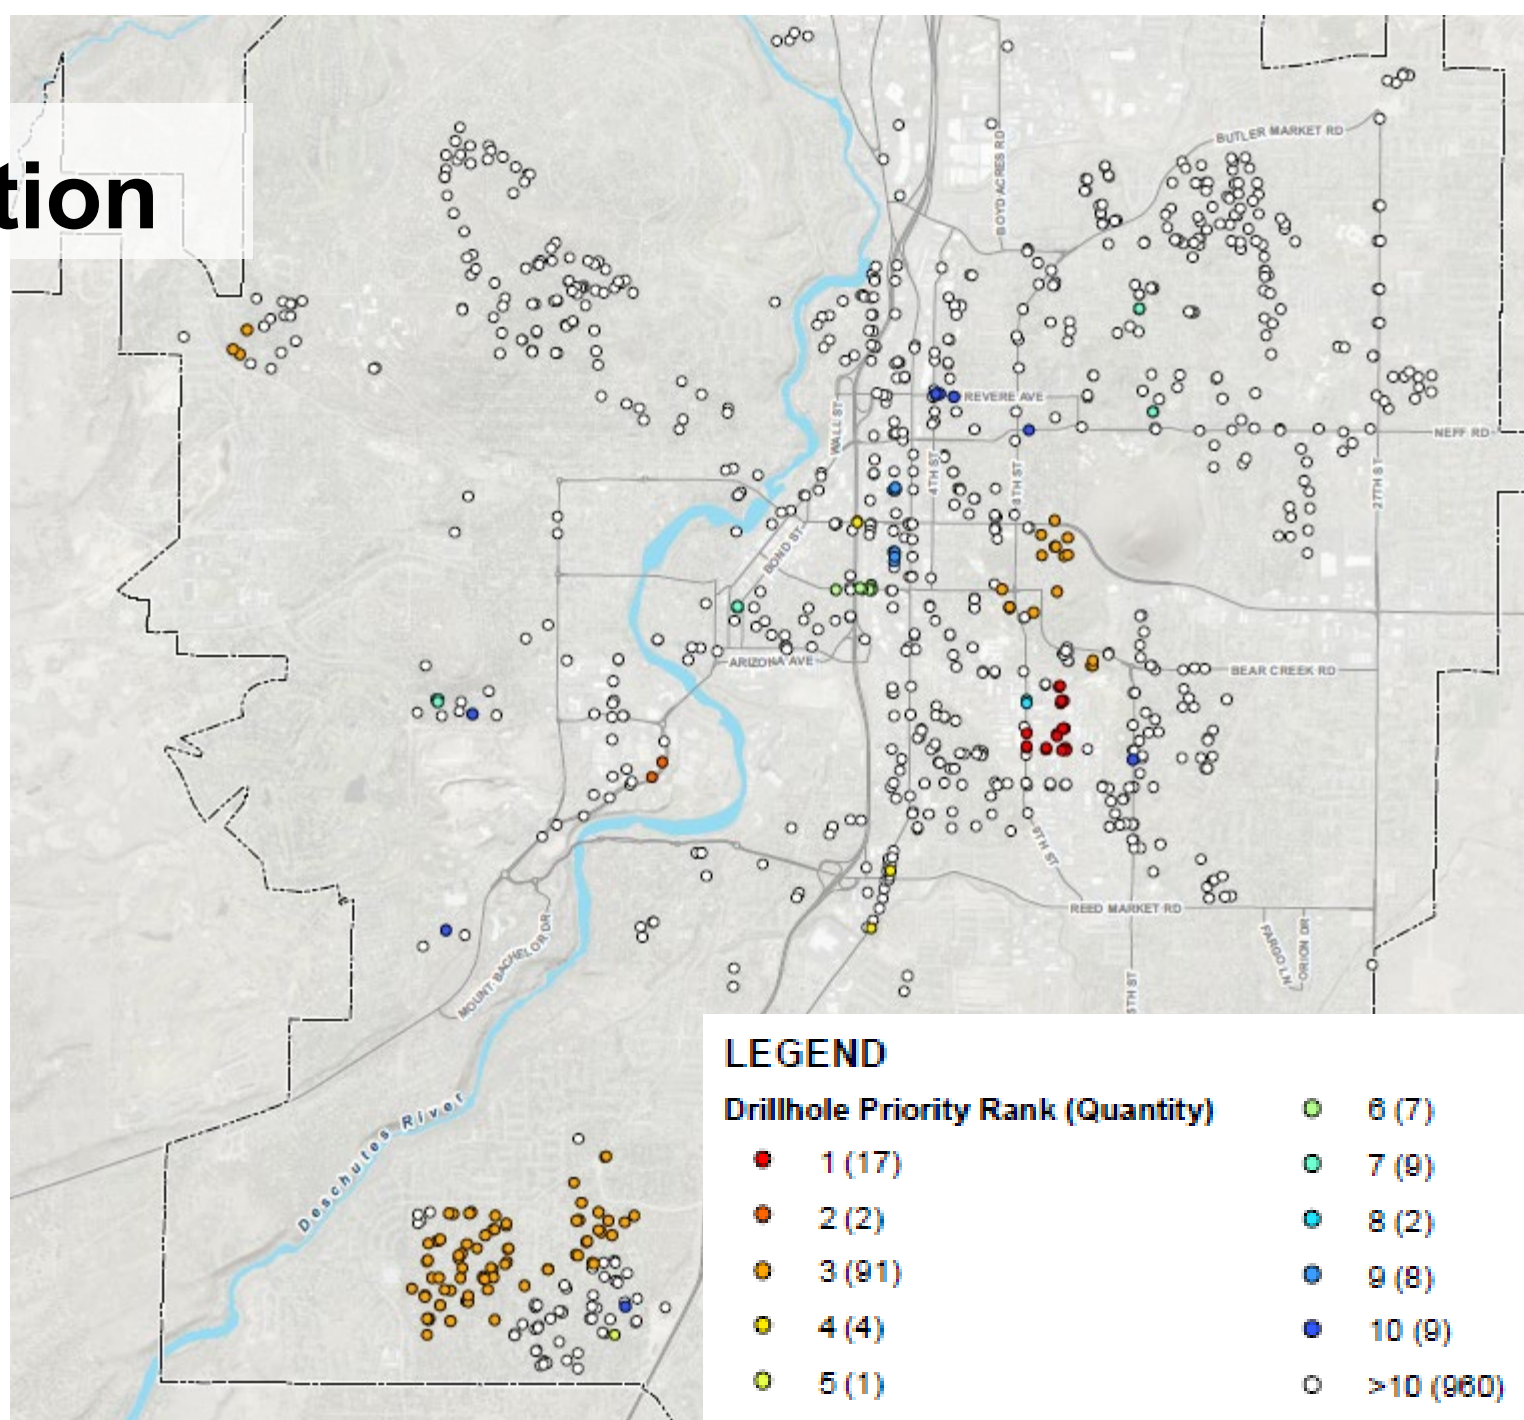 tion
BUTLER MARKET RD
BOYD ACRES RD
REVERE AVE
WALL ST
NEFF RD
4TH ST
8TH ST
27TH ST
BOND ST
ARIZONA AVE
BEAR CREEK RD
9TH ST
REED MARKET RD
MOUNT BACHELOR DR
FARGO LN
ORION DR
5TH ST
Deschutes River
LEGEND
Drillhole Priority Rank (Quantity)
1 (17)
2 (2)
3 (91)
4 (4)
5 (1)
6 (7)
7 (9)
8 (2)
9 (8)
10 (9)
>10 (960)